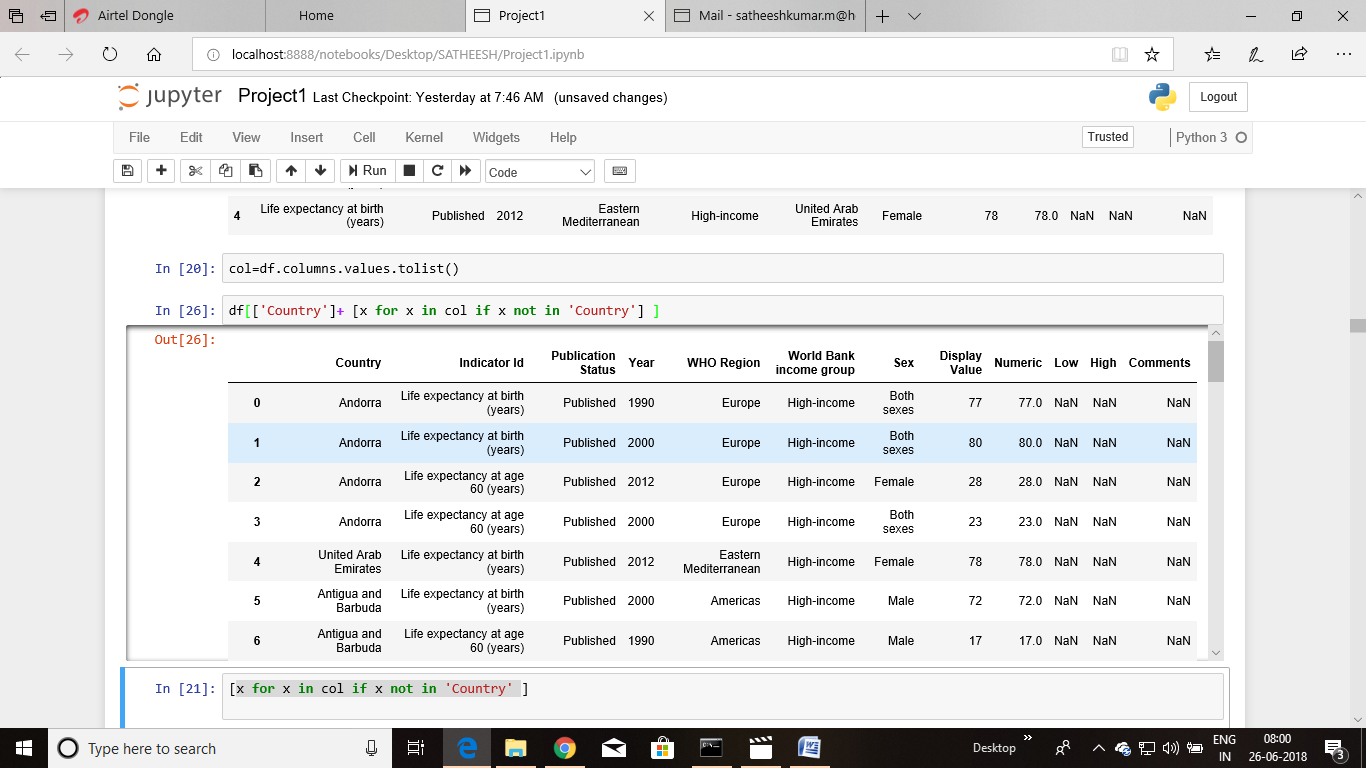 Airtel Dongle
Home
Project1
Mail - satheeshkumar.m@h
localhost:8888/notebooks/Desktop/SATHEESH/Project1.ipynb
jupyter Project1 Last Checkpoint: Yesterday at 7:46 AM (unsaved changes)
Logout
File Edit View Insert Cell Kernel Widgets Help
Trusted
Python 3
Run
Code
4 Life expectancy at birth (years) Published 2012 Eastern Mediterranean High-income United Arab Emirates Female 78 78.0 NaN NaN NaN
In [20]: col=df.columns.values.tolist()
In [26]: df[['Country']+ [x for x in col if x not in 'Country'] ]
Out[26]:
Country Indicator Id Publication Status Year WHO Region World Bank income group Sex Display Value Numeric Low High Comments
0 Andorra Life expectancy at birth (years) Published 1990 Europe High-income Both sexes 77 77.0 NaN NaN NaN
1 Andorra Life expectancy at birth (years) Published 2000 Europe High-income Both sexes 80 80.0 NaN NaN NaN
2 Andorra Life expectancy at age 60 (years) Published 2012 Europe High-income Female 28 28.0 NaN NaN NaN
3 Andorra Life expectancy at age 60 (years) Published 2000 Europe High-income Both sexes 23 23.0 NaN NaN NaN
4 United Arab Emirates Life expectancy at birth (years) Published 2012 Eastern Mediterranean High-income Female 78 78.0 NaN NaN NaN
5 Antigua and Barbuda Life expectancy at birth (years) Published 2000 Americas High-income Male 72 72.0 NaN NaN NaN
6 Antigua and Barbuda Life expectancy at age 60 (years) Published 1990 Americas High-income Male 17 17.0 NaN NaN NaN
In [21]: [x for x in col if x not in 'Country' ]
Type here to search
Desktop
ENG
IN
08:00
26-06-2018
3